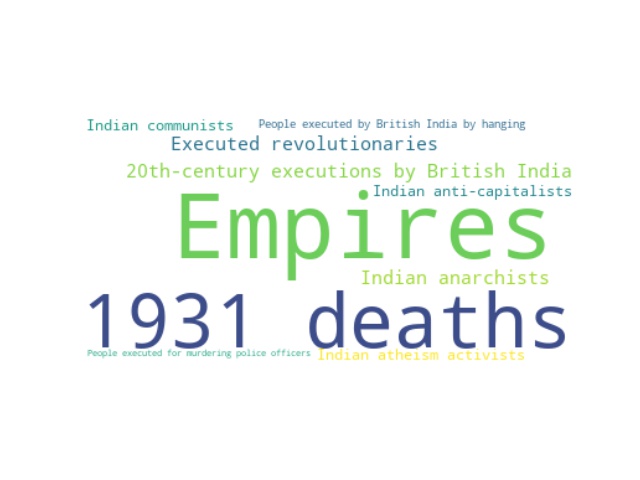 Indian communists
People executed by British India by hanging
Executed revolutionaries
20th-century executions by British India
Indian anti-capitalists
Empires
Indian anarchists
1931 deaths
People executed for murdering police officers
Indian atheism activists